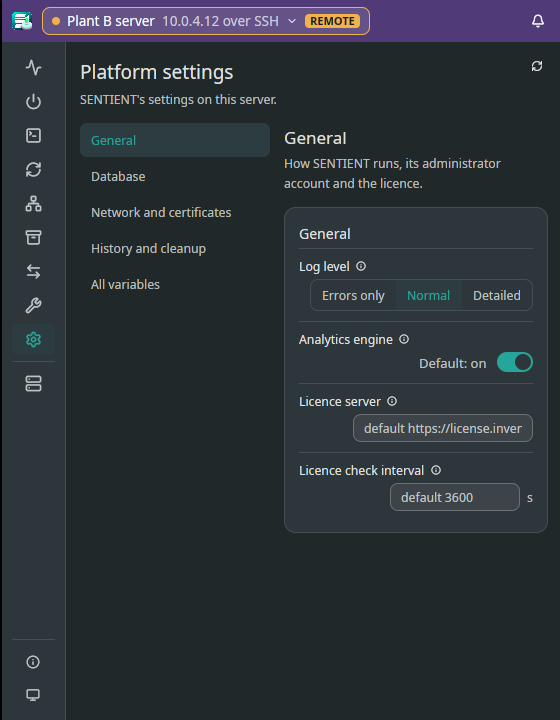 Plant B server 10.0.4.12 over SSH REMOTE
Platform settings
SENTIENT's settings on this server.
General
Database
Network and certificates
History and cleanup
All variables
General
How SENTIENT runs, its administrator
account and the licence.
General
Log level
Errors only Normal Detailed
Analytics engine
Default: on
Licence server
default https://license.inver
Licence check interval
default 3600 s